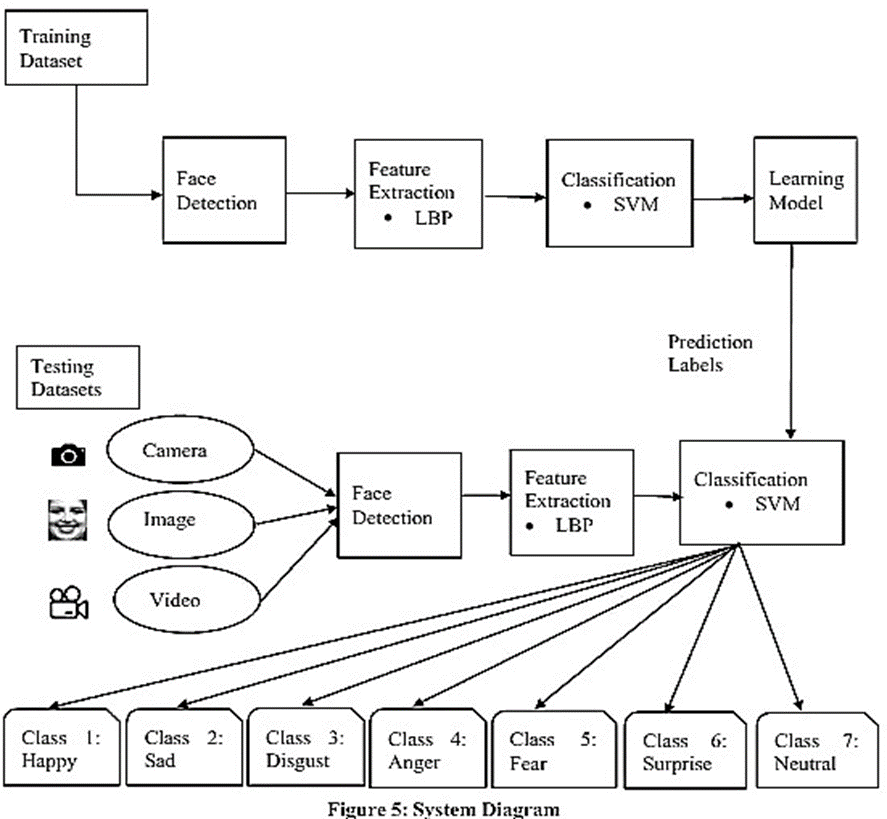 Training
Dataset
Face
Detection
Feature
Extraction
• LBP
Classification
• SVM
Learning
Model
Prediction
Labels
Testing
Datasets
Camera
Image
Video
Face
Detection
Feature
Extraction
• LBP
Classification
• SVM
Class 1:
Happy
Class 2:
Sad
Class 3:
Disgust
Class 4:
Anger
Class 5:
Fear
Class 6:
Surprise
Class 7:
Neutral
Figure 5: System Diagram